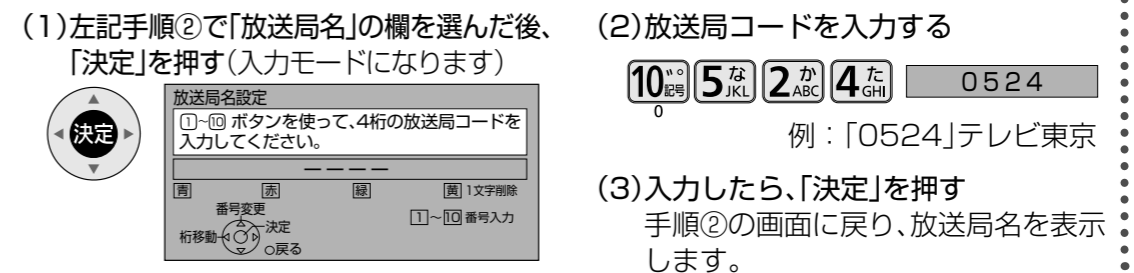 (1)左記手順②で「放送局名」の欄を選んだ後、
「決定」を押す(入力モードになります)
決定
放送局名設定
①~⑩ ボタンを使って、4桁の放送局コードを
入力してください。
ーーーー
青 赤 緑 黄 1文字削除
番号変更
桁移動 決定
○戻る
1~10 番号入力
(2)放送局コードを入力する
10 ゛゜記号 5 な JKL 2 か ABC 4 た GHI 0524
0
例:「0524」テレビ東京
(3)入力したら、「決定」を押す
手順②の画面に戻り、放送局名を表示
します。